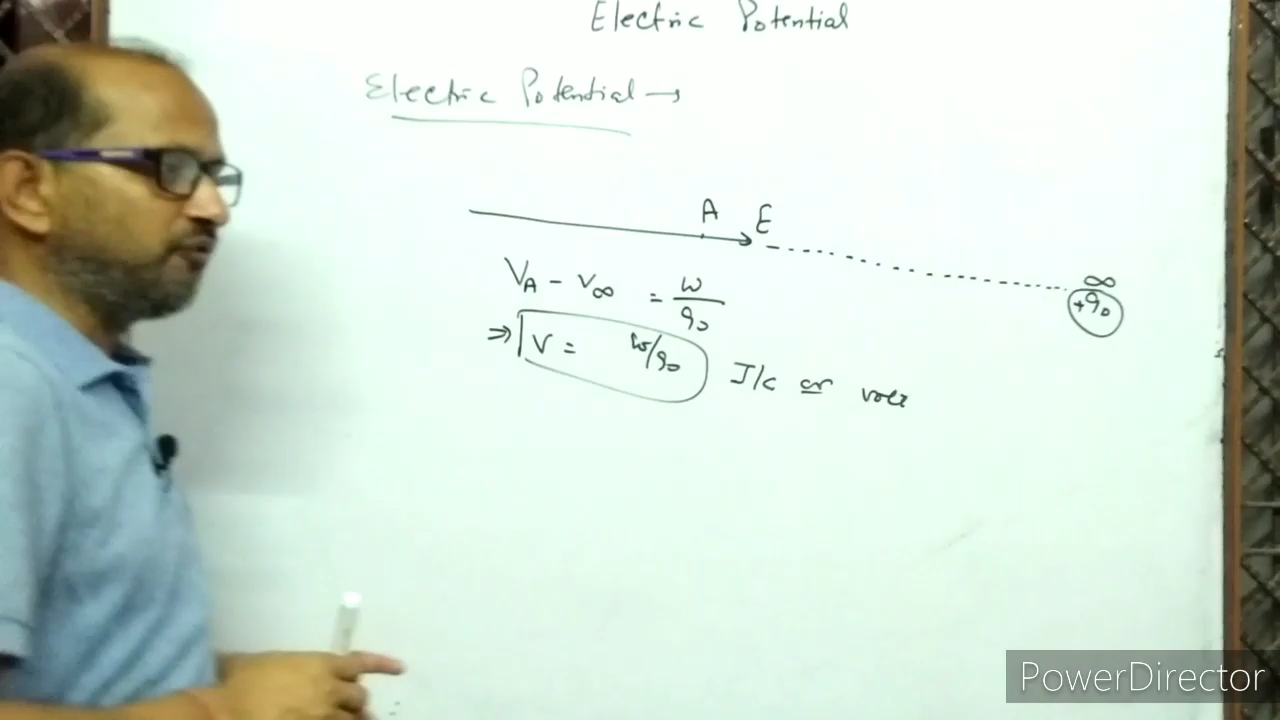 Electric Potential
Electric Potential →
A E
∞
+q₀
V_A - V_∞ = W/q₀
⇒ V = W/q₀ J/C or volt
PowerDirector